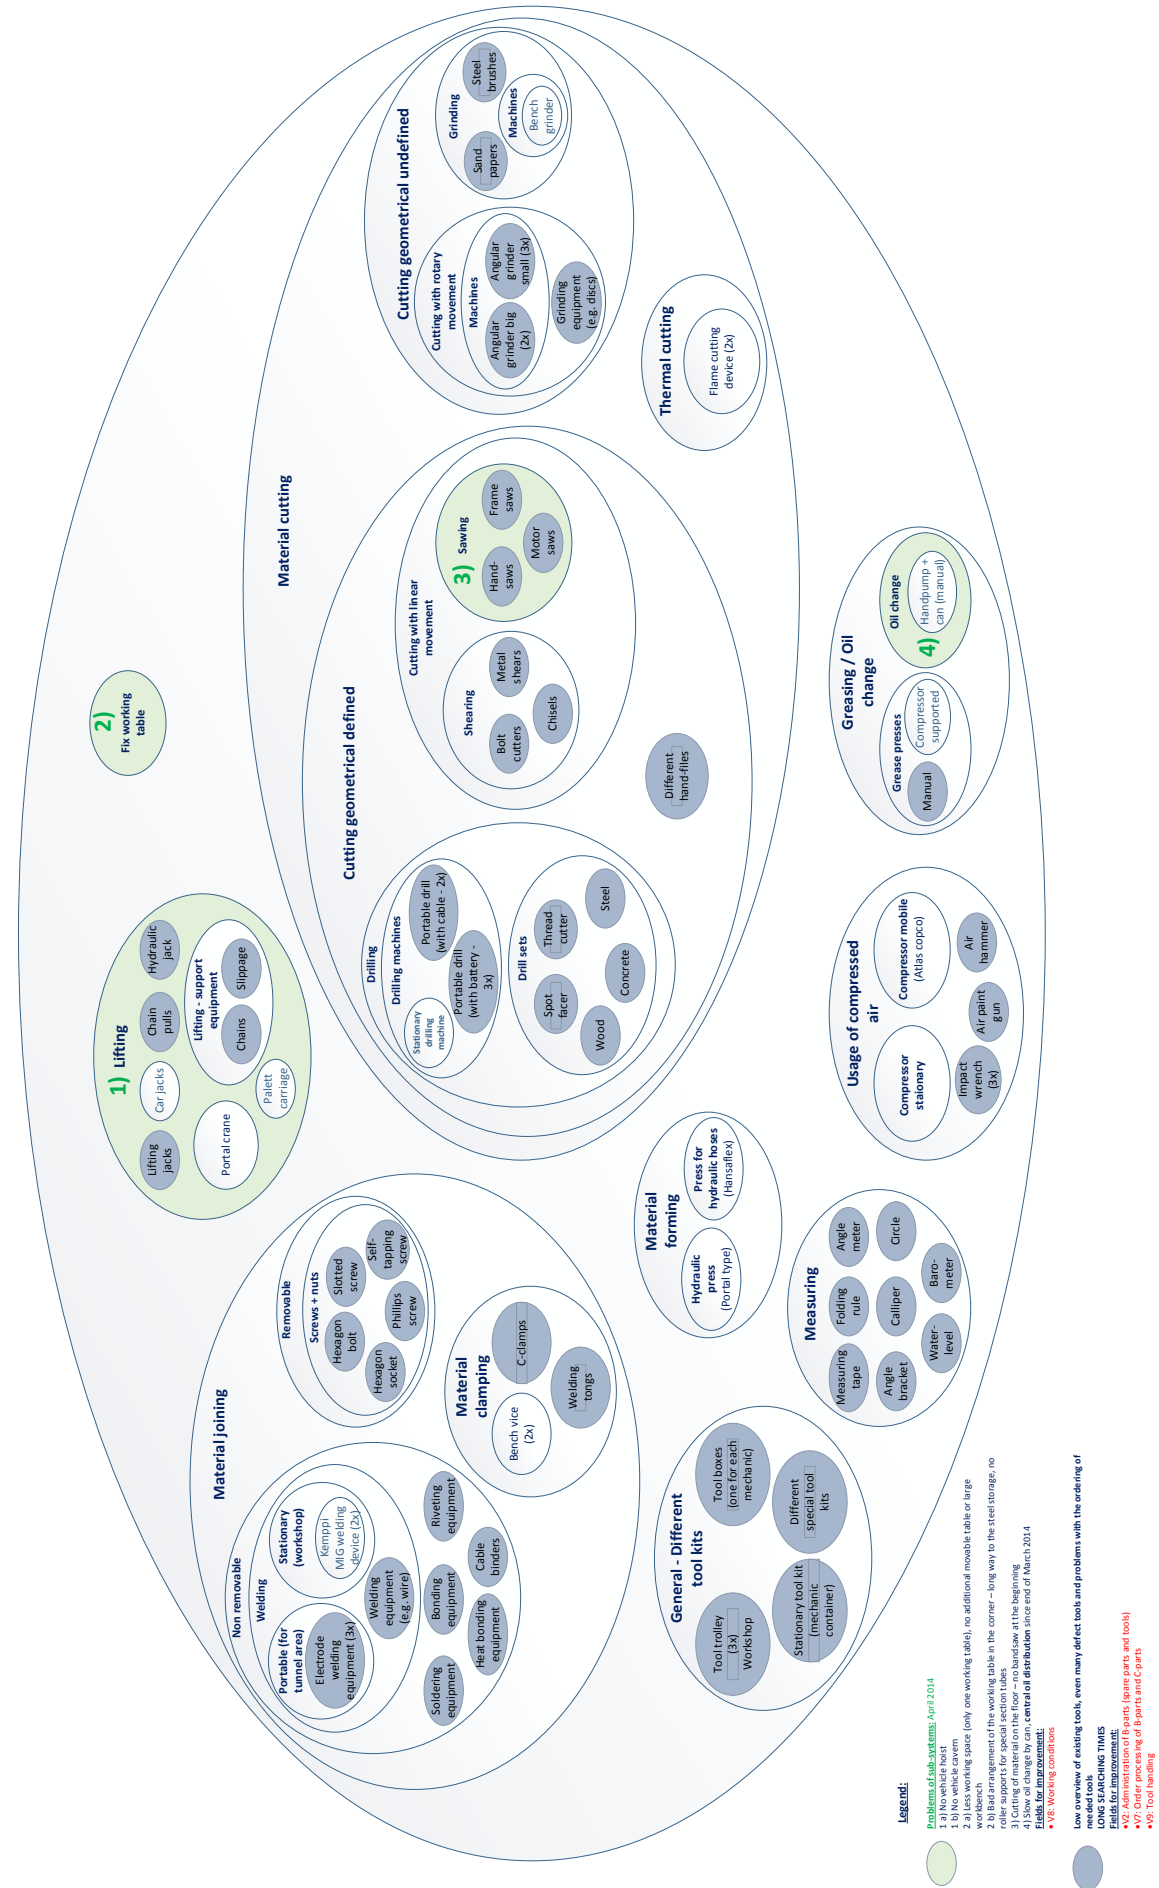 Material joining
Non removable
Welding
Portable (for
tunnel area)
Electrode
welding
equipment (3x)
Stationary
(workshop)
Kemppi
MIG welding
device (2x)
Welding
equipment
(e.g. wire)
Soldering
equipment
Bonding
equipment
Riveting
equipment
Heat bonding
equipment
Cable
binders
Removable
Screws + nuts
Hexagon
bolt
Slotted
screw
Self-
tapping
screw
Hexagon
socket
Phillips
screw
Material
clamping
Bench vice
(2x)
C-clamps
Welding
tongs
1) Lifting
Lifting
jacks
Car jacks
Chain
pulls
Hydraulic
jack
Portal crane
Lifting - support
equipment
Chains
Slippage
Palett
carriage
2)
Fix working
table
Material cutting
Cutting geometrical defined
Drilling
Drilling machines
Stationary
drilling
machine
Portable drill
(with cable - 2x)
Portable drill
(with battery -
3x)
Drill sets
Spot
facer
Thread
cutter
Wood
Concrete
Steel
Cutting with linear
movement
Shearing
Bolt
cutters
Metal
shears
Chisels
3) Sawing
Hand-
saws
Frame
saws
Motor
saws
Different
hand-files
Cutting geometrical undefined
Cutting with rotary
movement
Machines
Angular
grinder big
(2x)
Angular
grinder
small (3x)
Grinding
equipment
(e.g. discs)
Grinding
Sand
papers
Steel
brushes
Machines
Bench
grinder
Thermal cutting
Flame cutting
device (2x)
General - Different
tool kits
Tool trolley
(3x)
Workshop
Tool boxes
(one for each
mechanic)
Stationary tool kit
(mechanic
container)
Different
special tool
kits
Material
forming
Hydraulic
press
(Portal type)
Press for
hydraulic hoses
(Hansaflex)
Measuring
Measuring
tape
Folding
rule
Angle
meter
Angle
bracket
Calliper
Circle
Water-
level
Baro-
meter
Usage of compressed
air
Compressor
staionary
Compressor mobile
(Atlas copco)
Impact
wrench
(3x)
Air paint
gun
Air
hammer
Greasing / Oil
change
Grease presses
Manual
Compressor
supported
4)
Oil change
Handpump +
can (manual)
Legend:
Problems of sub-systems: April 2014
1 a) No vehicle hoist
1 b) No vehicle cavern
2 a) Less working space (only one working table), no additional movable table or large
workbench
2 b) Bad arrangement of the working table in the corner – long way to the steel storage, no
roller supports for special section tubes
3) Cutting of material on the floor – no bandsaw at the beginning
4) Slow oil change by can, central oil distribution since end of March 2014
Fields for improvement:
• V8: Working conditions
Low overview of existing tools, even many defect tools and problems with the ordering of
needed tools
LONG SEARCHING TIMES
Fields for improvement:
•V2: Administration of B-parts (spare parts and tools)
•V7: Order processing of B-parts and C-parts
•V9: Tool handling